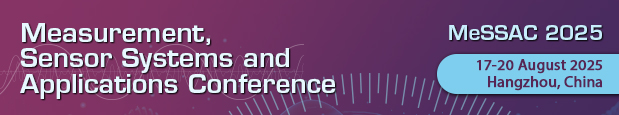 Measurement,
Sensor Systems and
Applications Conference
MeSSAC 2025
17-20 August 2025
Hangzhou, China